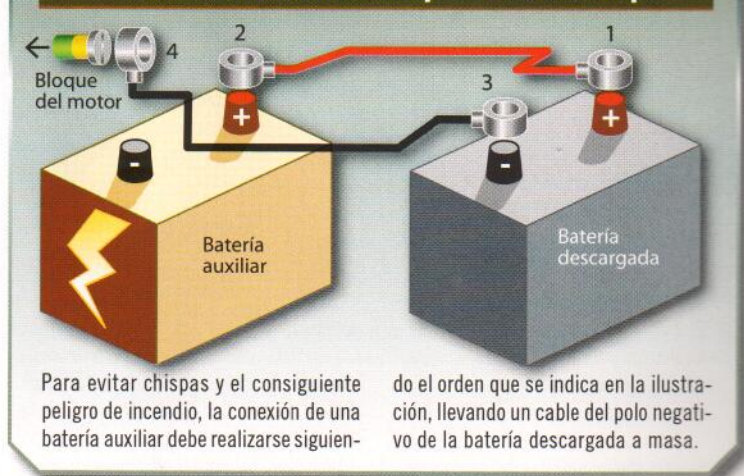 2
1
4
3
Bloque
del motor
+
+
-
-
Batería
auxiliar
Batería
descargada
Para evitar chispas y el consiguiente
peligro de incendio, la conexión de una
batería auxiliar debe realizarse siguien-
do el orden que se indica en la ilustra-
ción, llevando un cable del polo negati-
vo de la batería descargada a masa.